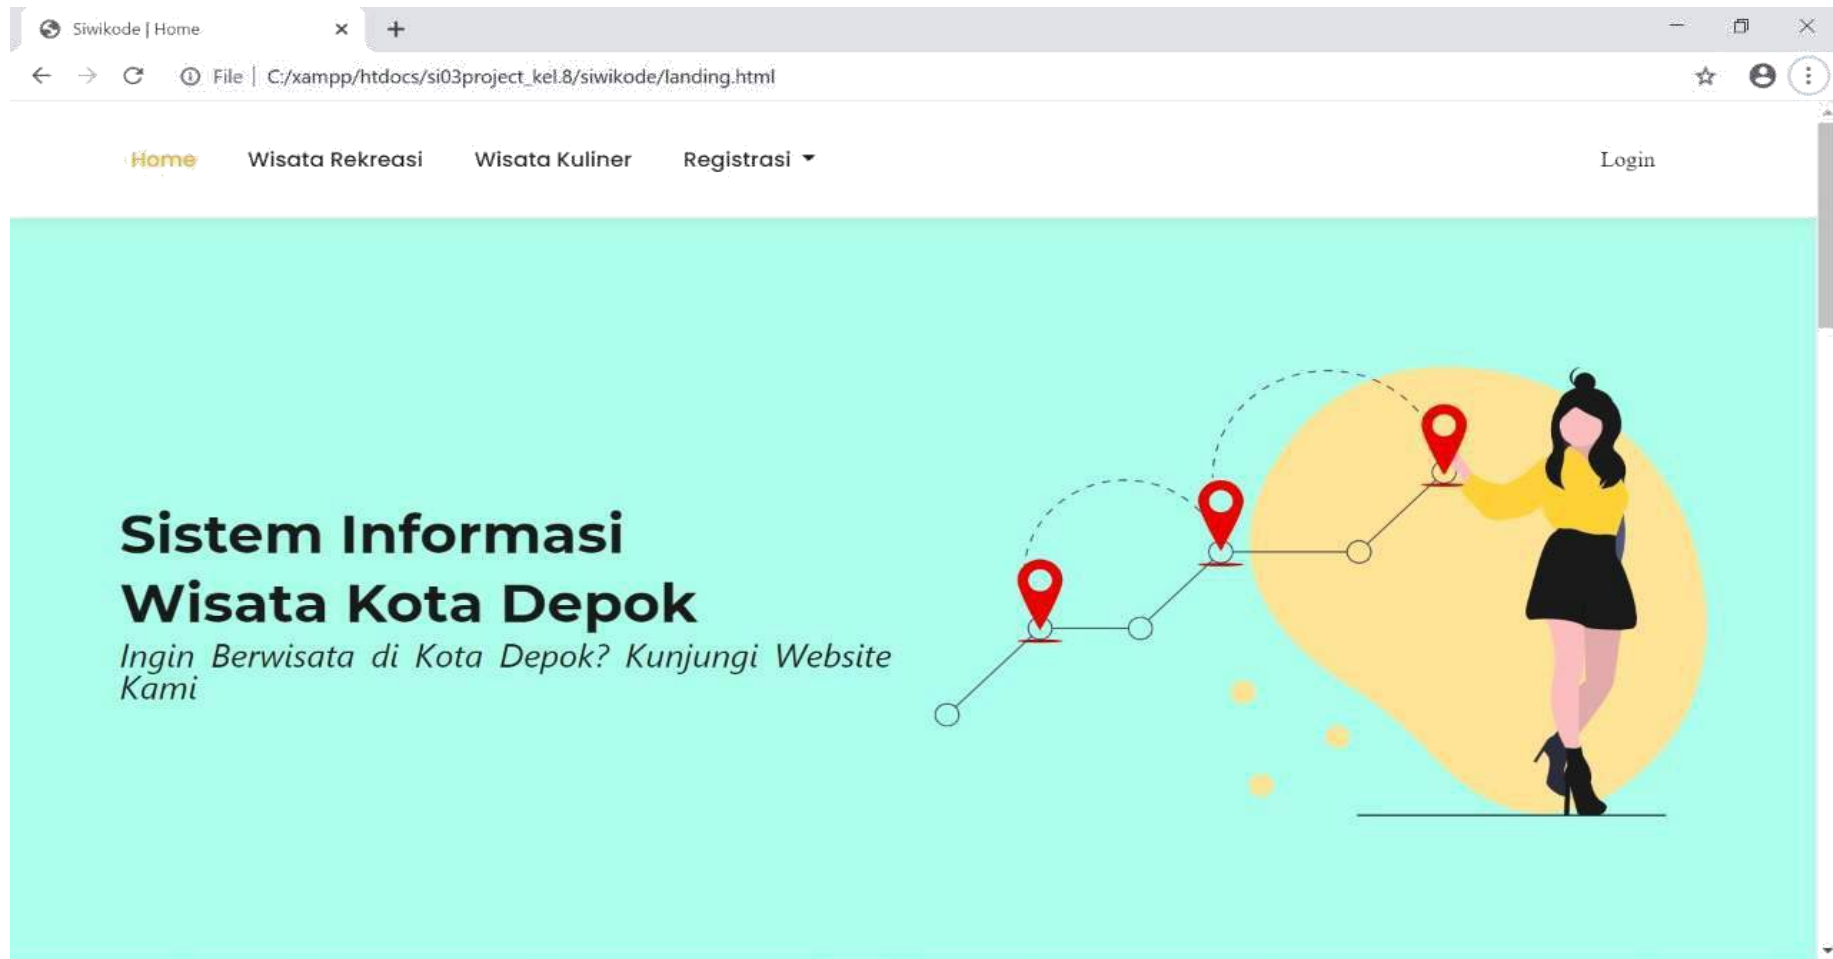 Siwikode | Home
File | C:/xampp/htdocs/si03project_kel.8/siwikode/landing.html
Home Wisata Rekreasi Wisata Kuliner Registrasi Login
Sistem Informasi
Wisata Kota Depok
Ingin Berwisata di Kota Depok? Kunjungi Website
Kami